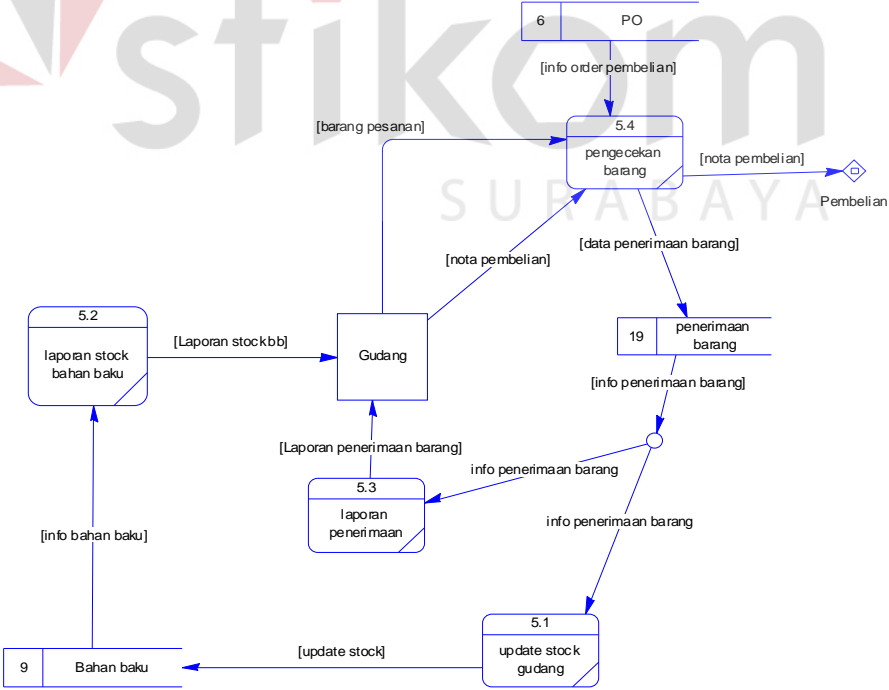 stikom
SURABAYA
6
PO
[info order pembelian]
[barang pesanan]
5.4
pengecekan
barang
[nota pembelian]
Pembelian
[data penerimaan barang]
[nota pembelian]
5.2
laporan stock
bahan baku
[Laporan stock bb]
Gudang
19
penerimaan
barang
[info penerimaan barang]
[Laporan penerimaan barang]
info penerimaan barang
5.3
laporan
penerimaan
info penerimaan barang
[info bahan baku]
5.1
update stock
gudang
[update stock]
9
Bahan baku